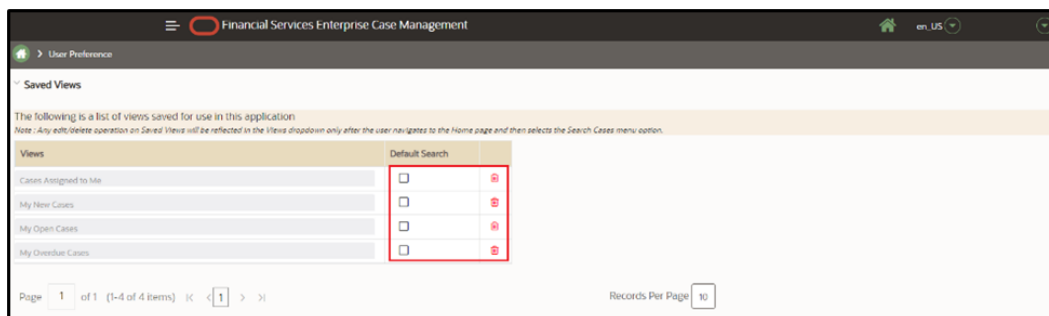 Financial Services Enterprise Case Management
en_US
User Preference
Saved Views
The following is a list of views saved for use in this application
Note : Any edit/delete operation on Saved Views will be reflected in the Views dropdown only after the user navigates to the Home page and then selects the Search Cases menu option.
Views Default Search
Cases Assigned to Me
My New Cases
My Open Cases
My Overdue Cases
Page 1 of 1 (1-4 of 4 items) 1 Records Per Page 10